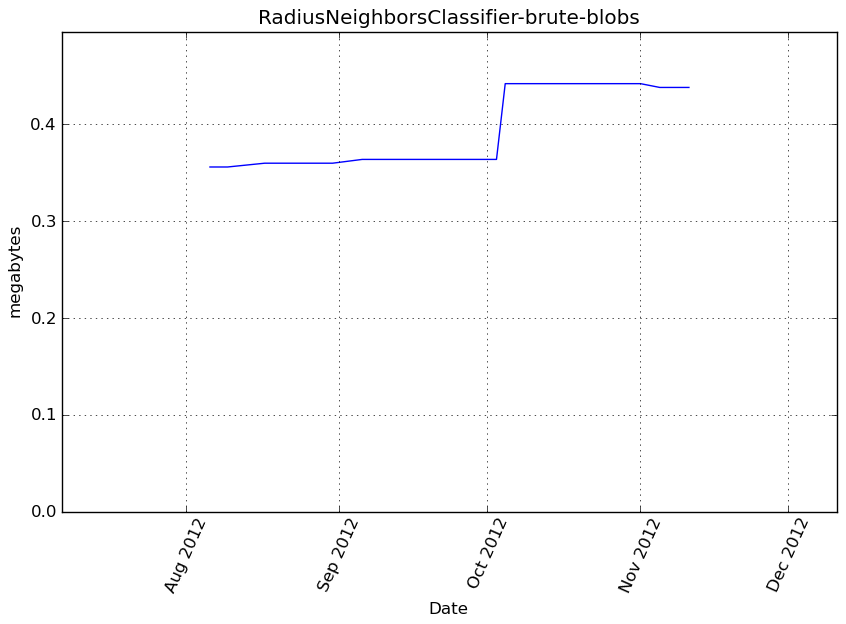 RadiusNeighborsClassifier-brute-blobs
megabytes
0.4
0.3
0.2
0.1
0.0
Aug 2012
Sep 2012
Oct 2012
Nov 2012
Dec 2012
Date